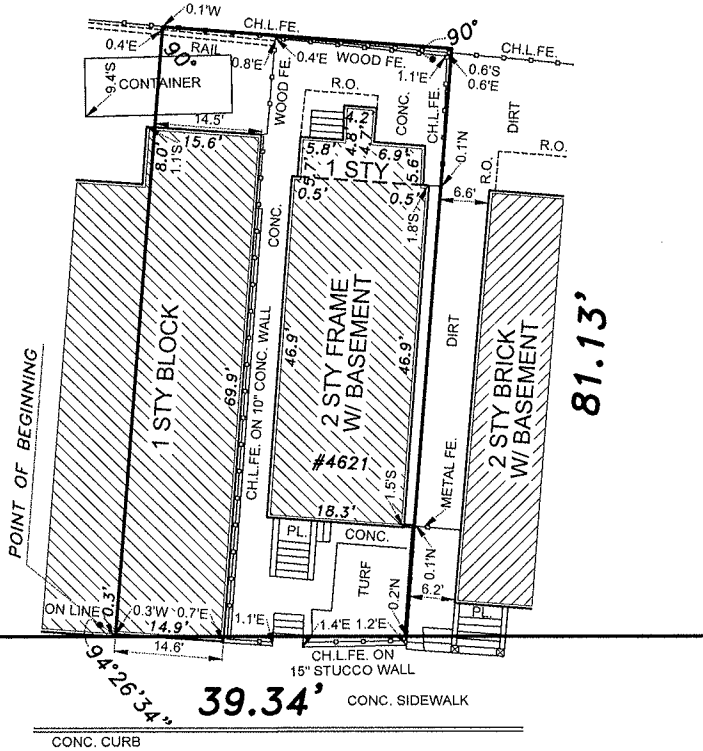 0.1'W
CH.L.FE.
90°
0.4'E
RAIL
90°
0.8'E
0.4'E
WOOD FE.
CH.L.FE.
1.1'E
0.6'S
0.6'E
CONTAINER
9.4'S
WOOD FE.
R.O.
CONC.
CH.L.FE.
DIRT
14.5'
15.6'
8.0'
1.1'S
4.2
4.8'
4.7'
5.8'
6.9'
5.6'
0.1'N
R.O.
R.O.
1 STY
5.7'
0.5'
0.5'
1.8'S
6.6'
CONC.
1 STY BLOCK
69.9'
CH.L.FE. ON 10" CONC. WALL
46.9'
2 STY FRAME
W/ BASEMENT
46.9'
#4621
DIRT
2 STY BRICK
W/ BASEMENT
81.13'
POINT OF BEGINNING
METAL FE.
1.5'S
18.3'
PL.
CONC.
TURF
0.1'N
6.2'
PL.
0.2'N
ON LINE
0.3'
0.3'W
0.7'E
1.1'E
1.4'E
1.2'E
14.9'
14.6'
CH.L.FE. ON
15" STUCCO WALL
94°26'34"
39.34'
CONC. SIDEWALK
CONC. CURB